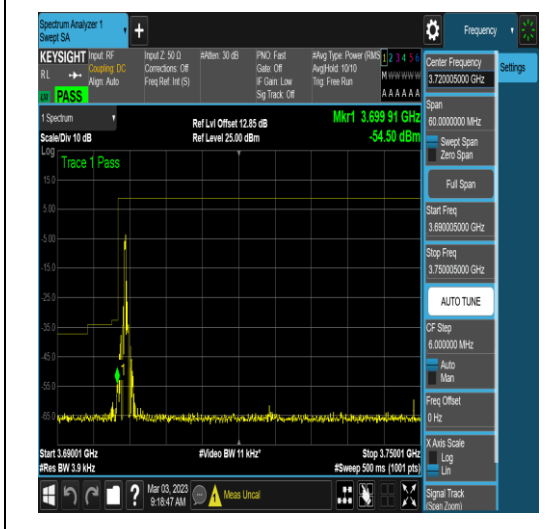 Spectrum Analyzer 1
Swept SA
+
Frequency
KEYSIGHT
RL
PASS
Input: RF
Coupling: DC
Align: Auto
Input Z: 50 Ω
Corrections: Off
Freq Ref: Int (S)
#Atten: 30 dB
PNO: Fast
Gate: Off
IF Gain: Low
Sig Track: Off
#Avg Type: Power (RMS)
Avg|Hold: 10/10
Trig: Free Run
1 2 3 4 5 6
M W W W W W
A A A A A A
1 Spectrum
Scale/Div 10 dB
Ref Lvl Offset 12.85 dB
Ref Level 25.00 dBm
Mkr1 3.699 91 GHz
-54.50 dBm
Log
Trace 1 Pass
15.0
5.00
-5.00
-15.0
-25.0
-35.0
-45.0
-55.0
-65.0
1
Start 3.69001 GHz
#Res BW 3.9 kHz
#Video BW 11 kHz*
Stop 3.75001 GHz
#Sweep 500 ms (1001 pts)
?
Mar 03, 2023
9:18:47 AM
Meas Uncal
Center Frequency
3.720005000 GHz
Settings
Span
60.0000000 MHz
Swept Span
Zero Span
Full Span
Start Freq
3.690005000 GHz
Stop Freq
3.750005000 GHz
AUTO TUNE
CF Step
6.000000 MHz
Auto
Man
Freq Offset
0 Hz
X Axis Scale
Log
Lin
Signal Track
(Span Zoom)